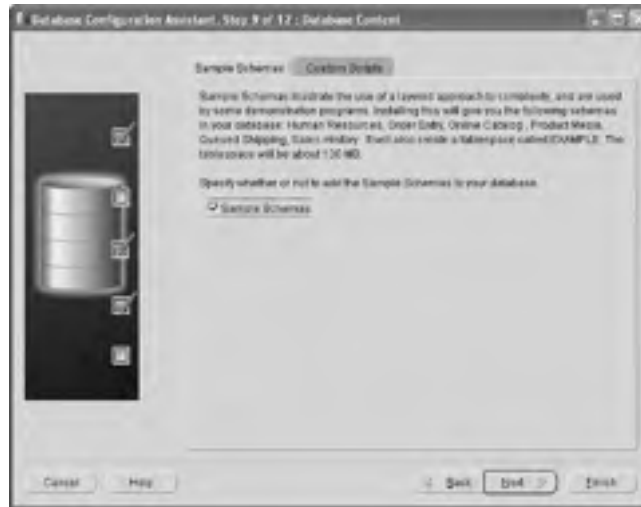 Database Configuration Assistant, Step 9 of 12 : Database Content
Sample Schemas
Custom Scripts
Sample Schemas illustrate the use of a layered approach to complexity, and are used
by some demonstration programs. Installing this will give you the following schemas
in your database: Human Resources, Order Entry, Online Catalog, Product Media,
Queued Shipping, Sales History. It will also create a tablespace called EXAMPLE. The
tablespace will be about 130 MB.
Specify whether or not to add the Sample Schemas to your database.
Sample Schemas
Cancel
Help
Back
Next
Finish